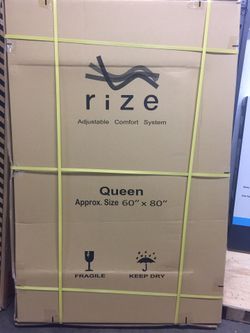 rize
Adjustable Comfort System
Queen
Approx. Size 60" x 80"
FRAGILE
KEEP DRY